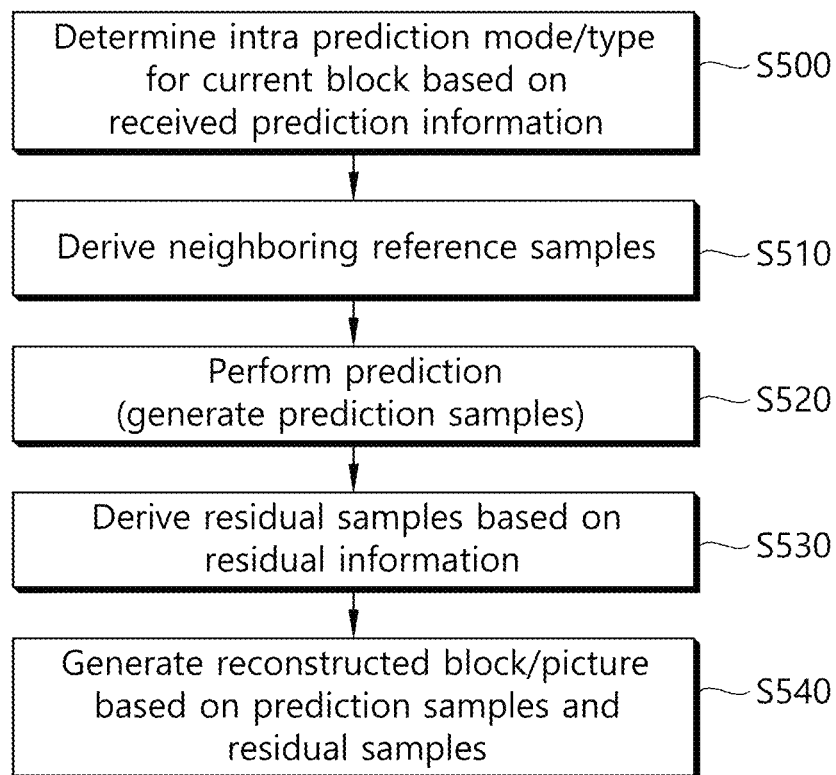 Determine intra prediction mode/type
for current block based on
received prediction information
S500
Derive neighboring reference samples
S510
Perform prediction
(generate prediction samples)
S520
Derive residual samples based on
residual information
S530
Generate reconstructed block/picture
based on prediction samples and
residual samples
S540